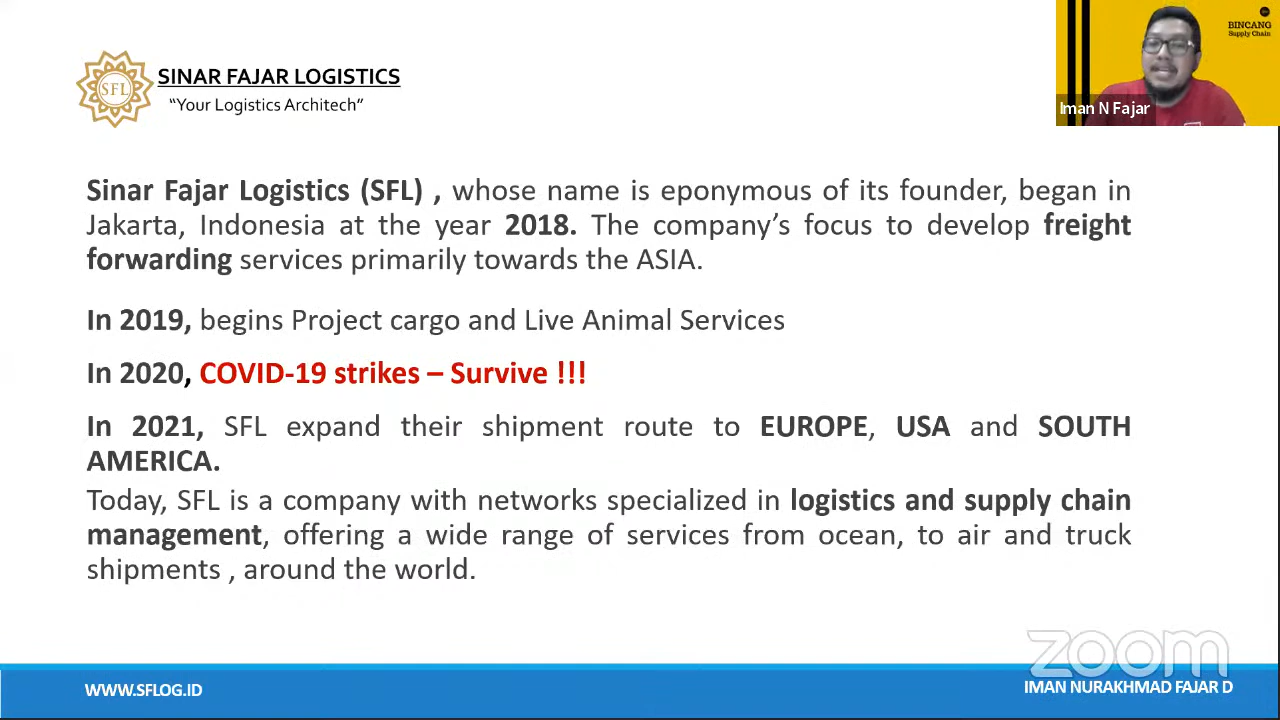 SFL
SINAR FAJAR LOGISTICS
“Your Logistics Architech”
BINCANG
Supply Chain
Iman N Fajar
Sinar Fajar Logistics (SFL) , whose name is eponymous of its founder, began in
Jakarta, Indonesia at the year 2018. The company’s focus to develop freight
forwarding services primarily towards the ASIA.
In 2019, begins Project cargo and Live Animal Services
In 2020, COVID-19 strikes – Survive !!!
In 2021, SFL expand their shipment route to EUROPE, USA and SOUTH
AMERICA.
Today, SFL is a company with networks specialized in logistics and supply chain
management, offering a wide range of services from ocean, to air and truck
shipments , around the world.
zoom
WWW.SFLOG.ID
IMAN NURAKHMAD FAJAR D